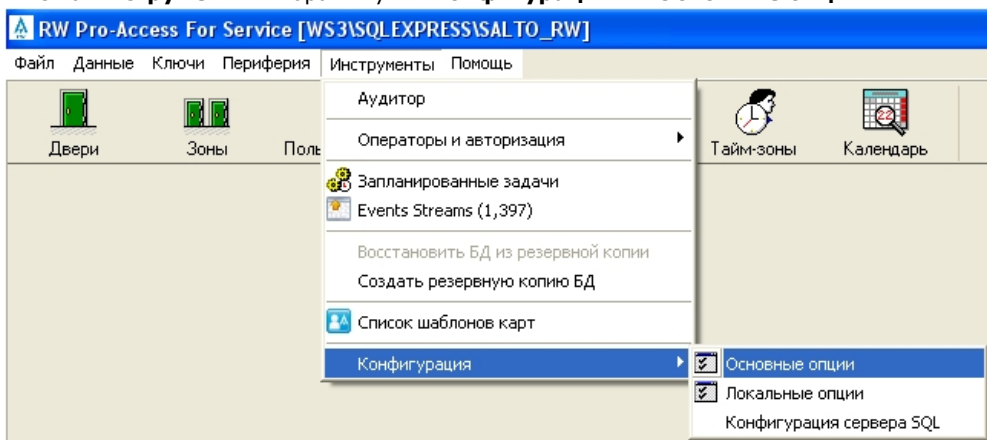 RW Pro-Access For Service [WS3\SQLEXPRESS\SALTO_RW]
Файл Данные Ключи Периферия Инструменты Помощь
Двери Зоны Тайм-зоны Календарь
Аудитор
Операторы и авторизация
Запланированные задачи
Events Streams (1,397)
Восстановить БД из резервной копии
Создать резервную копию БД
Список шаблонов карт
Конфигурация
Основные опции
Локальные опции
Конфигурация сервера SQL